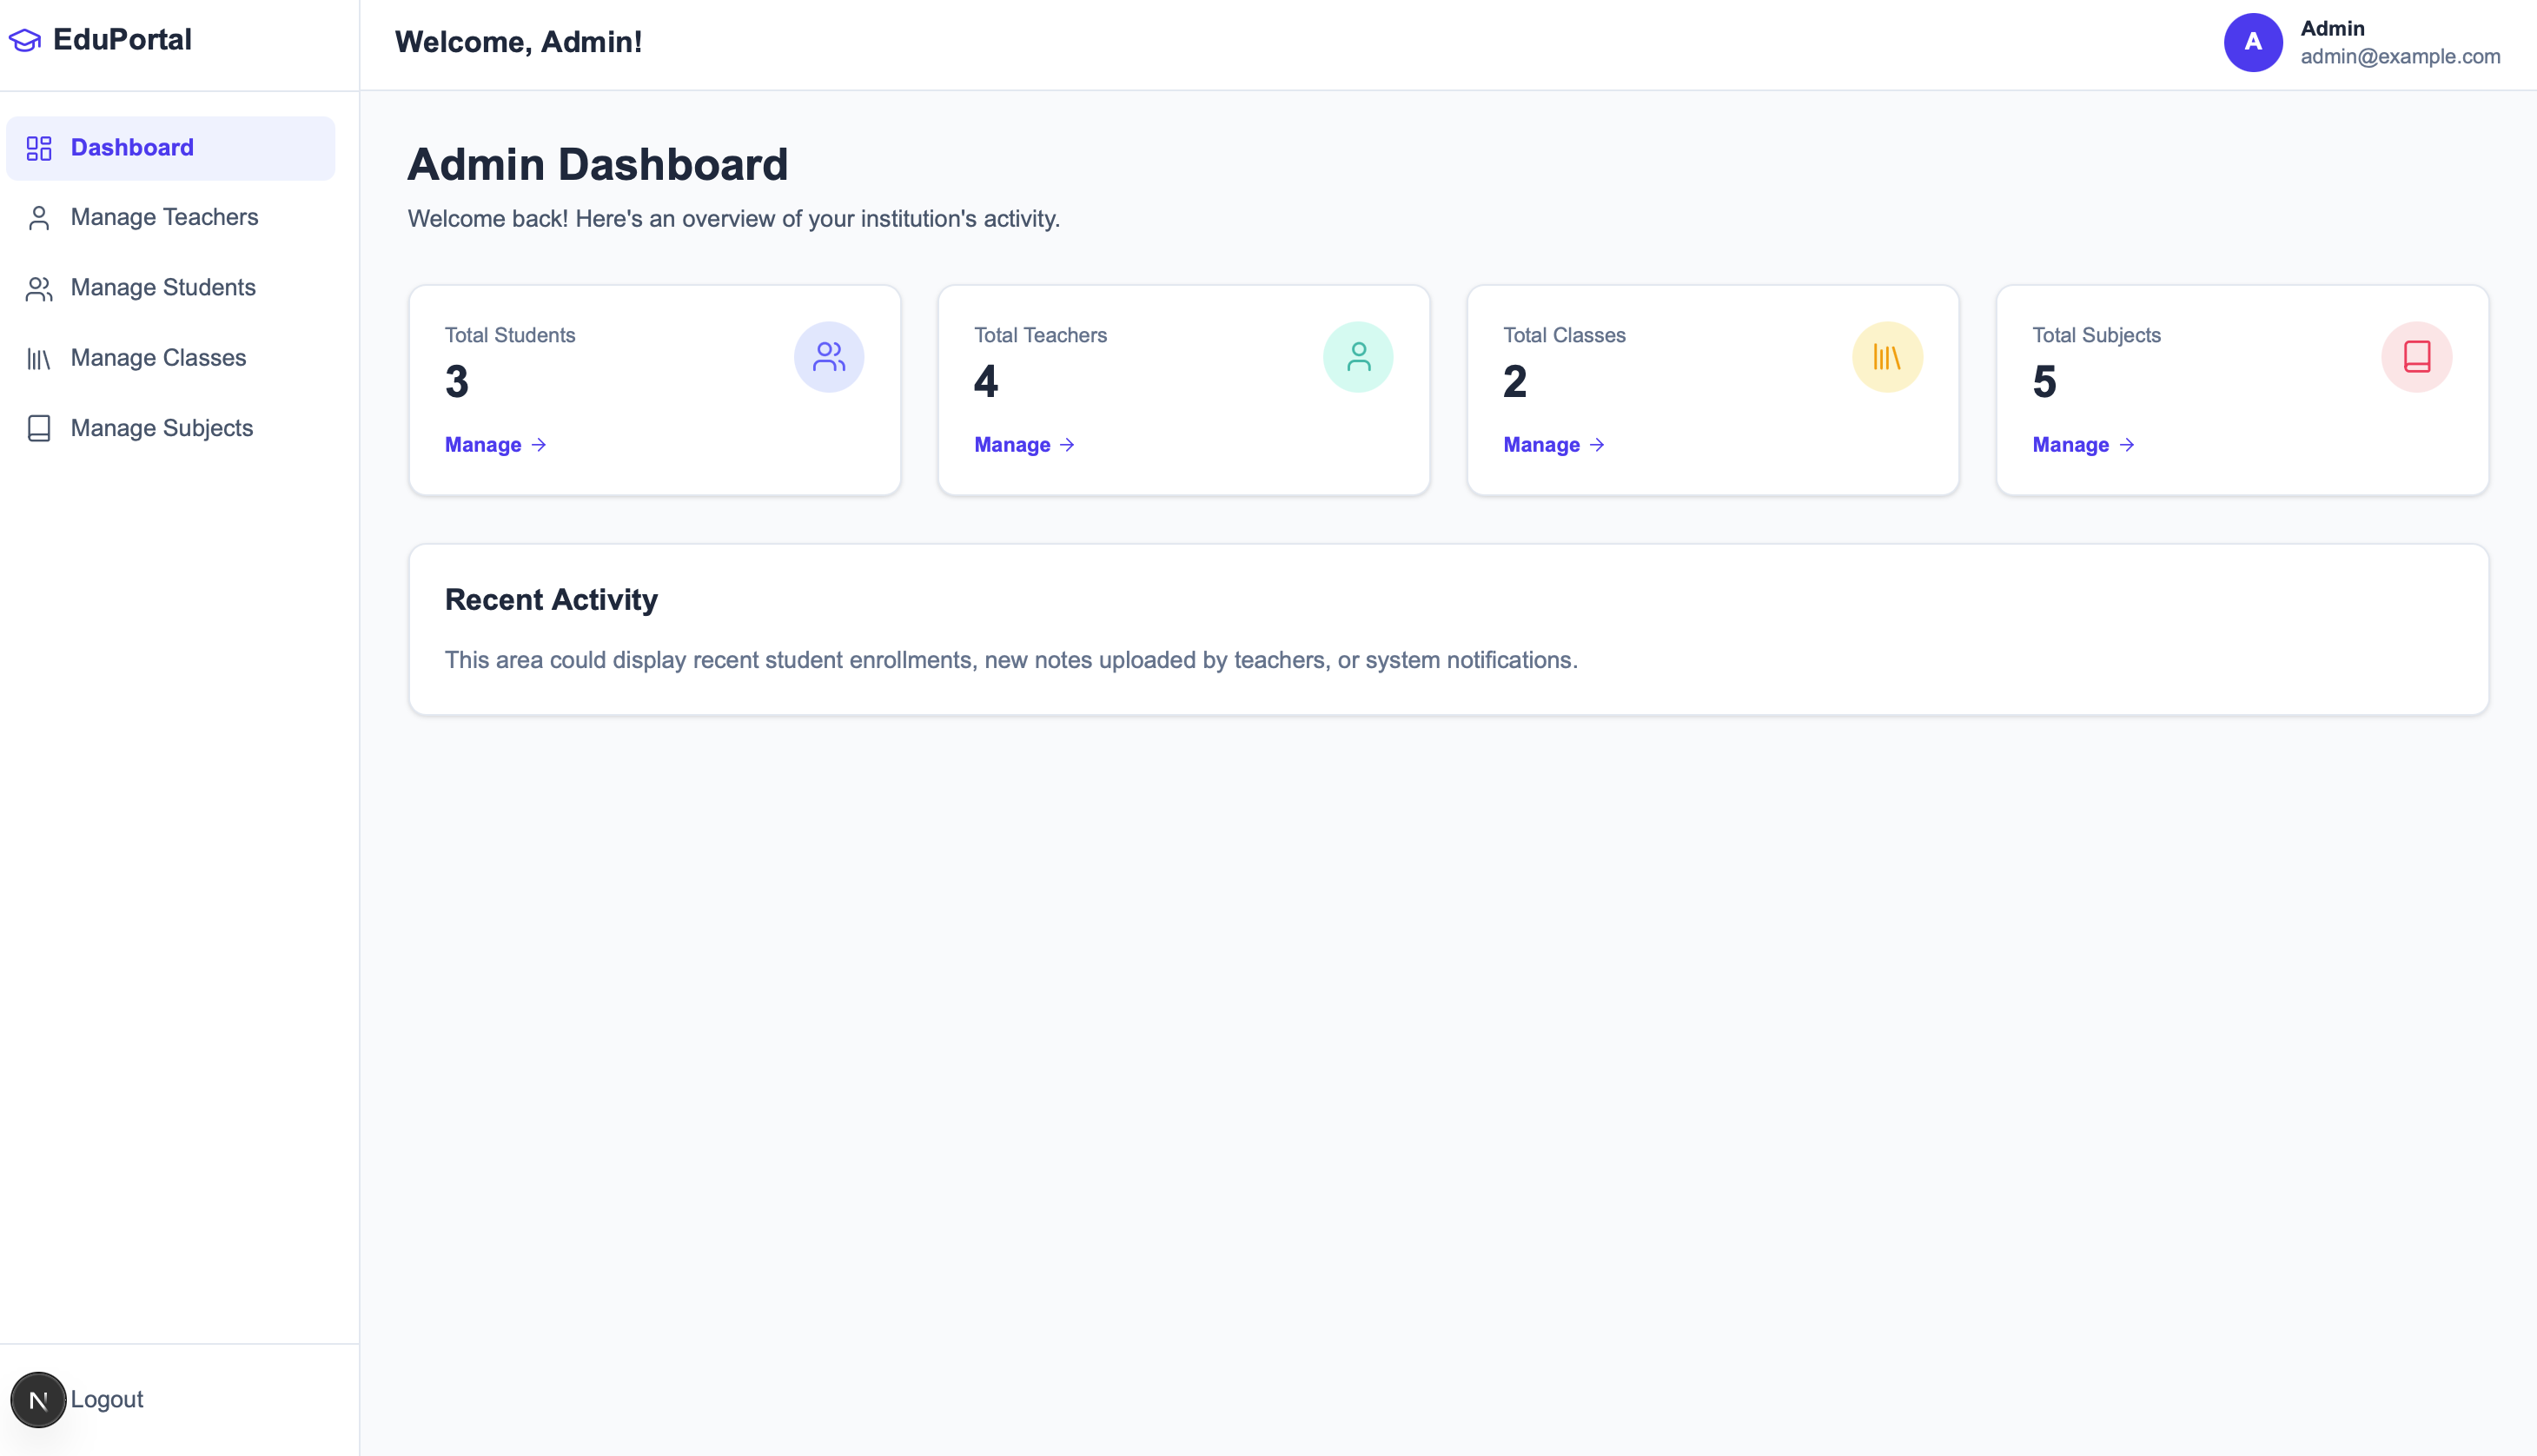 EduPortal
Dashboard
Manage Teachers
Manage Students
Manage Classes
Manage Subjects
N
Logout
Welcome, Admin!
A
Admin
admin@example.com
Admin Dashboard
Welcome back! Here's an overview of your institution's activity.
Total Students
3
Manage →
Total Teachers
4
Manage →
Total Classes
2
Manage →
Total Subjects
5
Manage →
Recent Activity
This area could display recent student enrollments, new notes uploaded by teachers, or system notifications.